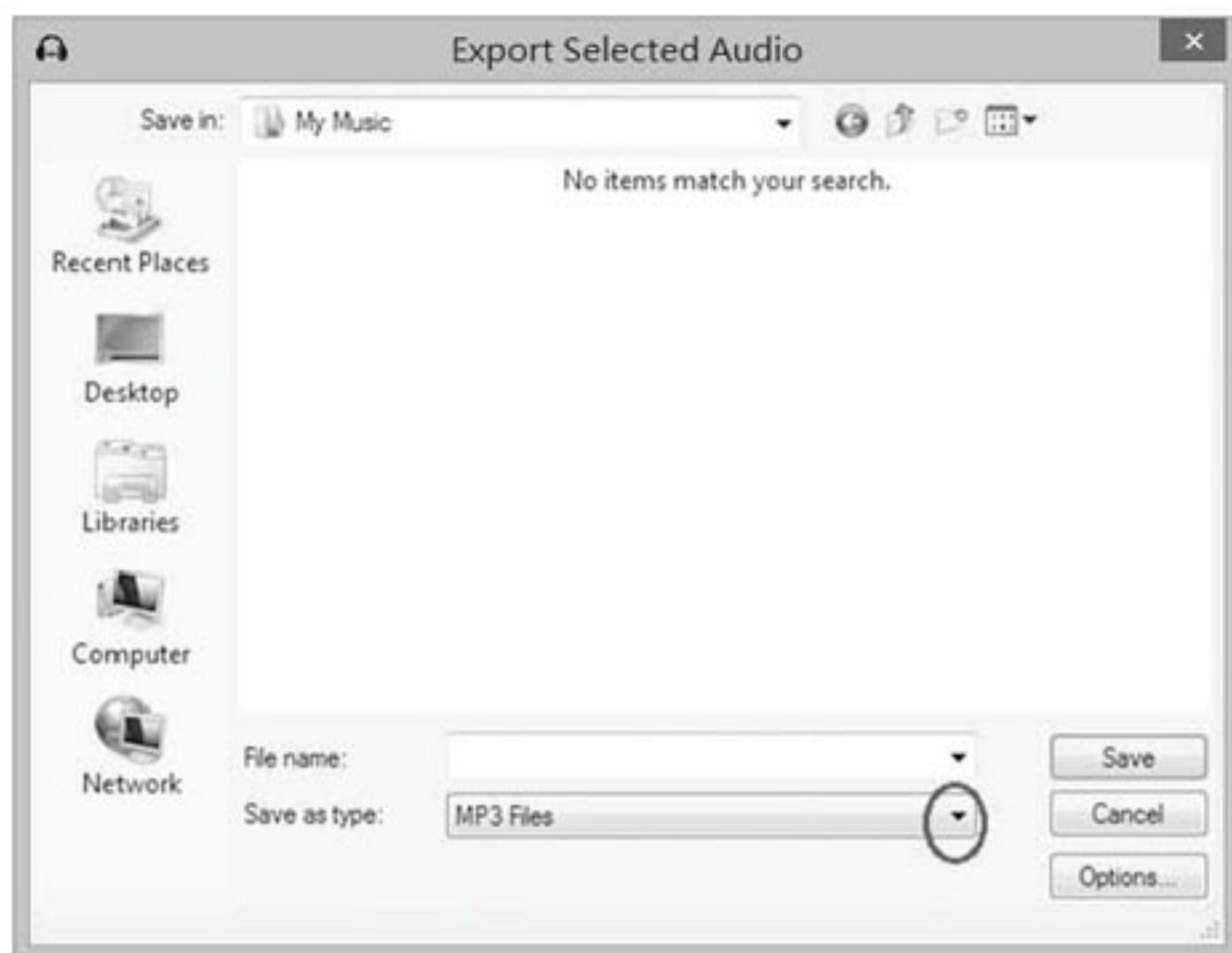 Export Selected Audio
Save in: My Music
No items match your search.
Recent Places
Desktop
Libraries
Computer
Network
File name:
Save
Save as type: MP3 Files
Cancel
Options...